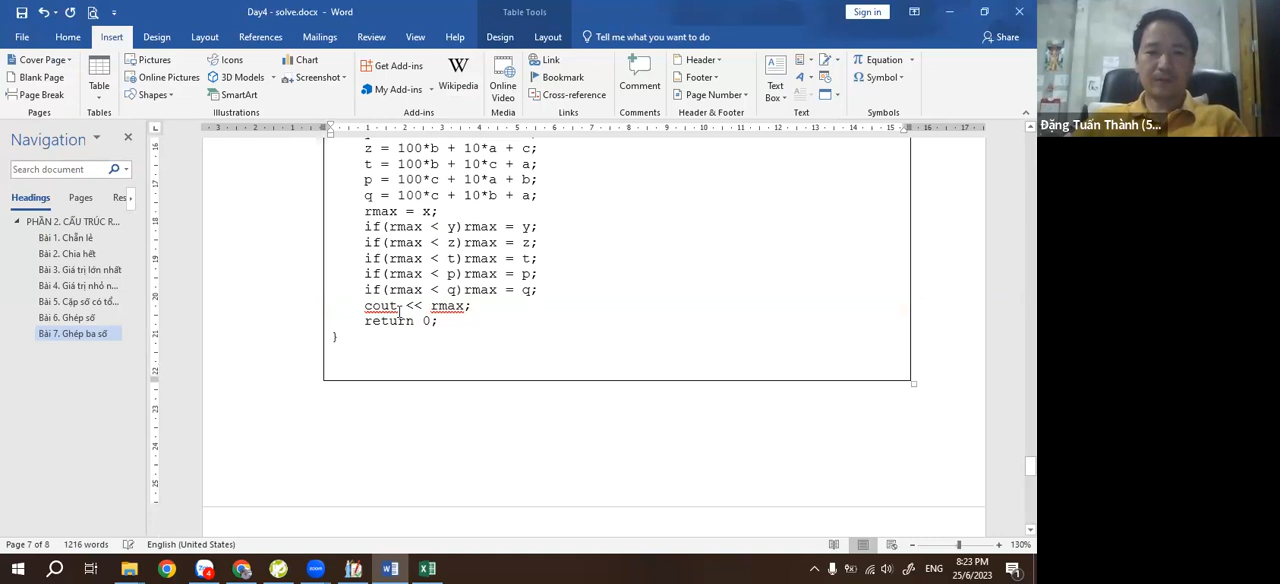 Day4 - solve.docx - Word
Table Tools
Sign in
File Home Insert Design Layout References Mailings Review View Help Design Layout Tell me what you want to do Share
Cover Page
Blank Page
Page Break
Pages
Table
Tables
Pictures
Online Pictures
Shapes
Icons
3D Models
SmartArt
Chart
Screenshot
Illustrations
Get Add-ins
My Add-ins
Wikipedia
Add-ins
Online
Video
Media
Link
Bookmark
Cross-reference
Links
Comment
Comments
Header
Footer
Page Number
Header & Footer
Text
Box
Text
Equation
Symbol
Symbols
Đặng Tuấn Thành (5...
Navigation
Search document
Headings Pages Res
PHẦN 2. CẤU TRÚC R...
Bài 1. Chẵn lẻ
Bài 2. Chia hết
Bài 3. Giá trị lớn nhất
Bài 4. Giá trị nhỏ n...
Bài 5. Cặp số có tổ...
Bài 6. Ghép số
Bài 7. Ghép ba số
z = 100*b + 10*a + c;
t = 100*b + 10*c + a;
p = 100*c + 10*a + b;
q = 100*c + 10*b + a;
rmax = x;
if(rmax < y)rmax = y;
if(rmax < z)rmax = z;
if(rmax < t)rmax = t;
if(rmax < p)rmax = p;
if(rmax < q)rmax = q;
cout << rmax;
return 0;
}
Page 7 of 8 1216 words English (United States) 130%
ENG
8:23 PM
25/6/2023